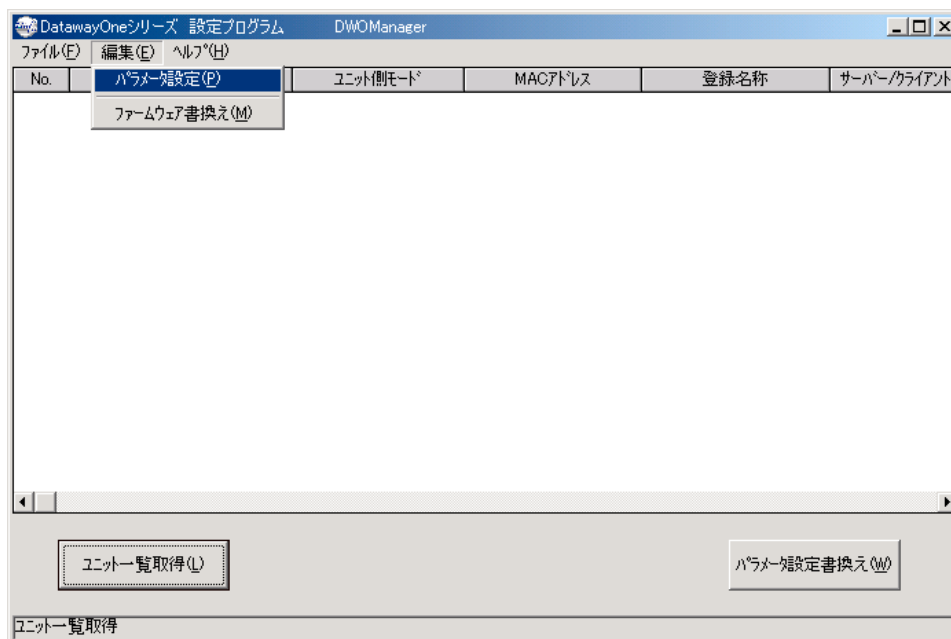 DatawayOneシリーズ 設定プログラム DWOManager
ファイル(F) 編集(E) ヘルプ(H)
No. ユニット側モード MACアドレス 登録名称 サーバー/クライアント
パラメータ設定(P)
ファームウェア書換え(M)
ユニット一覧取得(L)
パラメータ設定書換え(W)
ユニット一覧取得